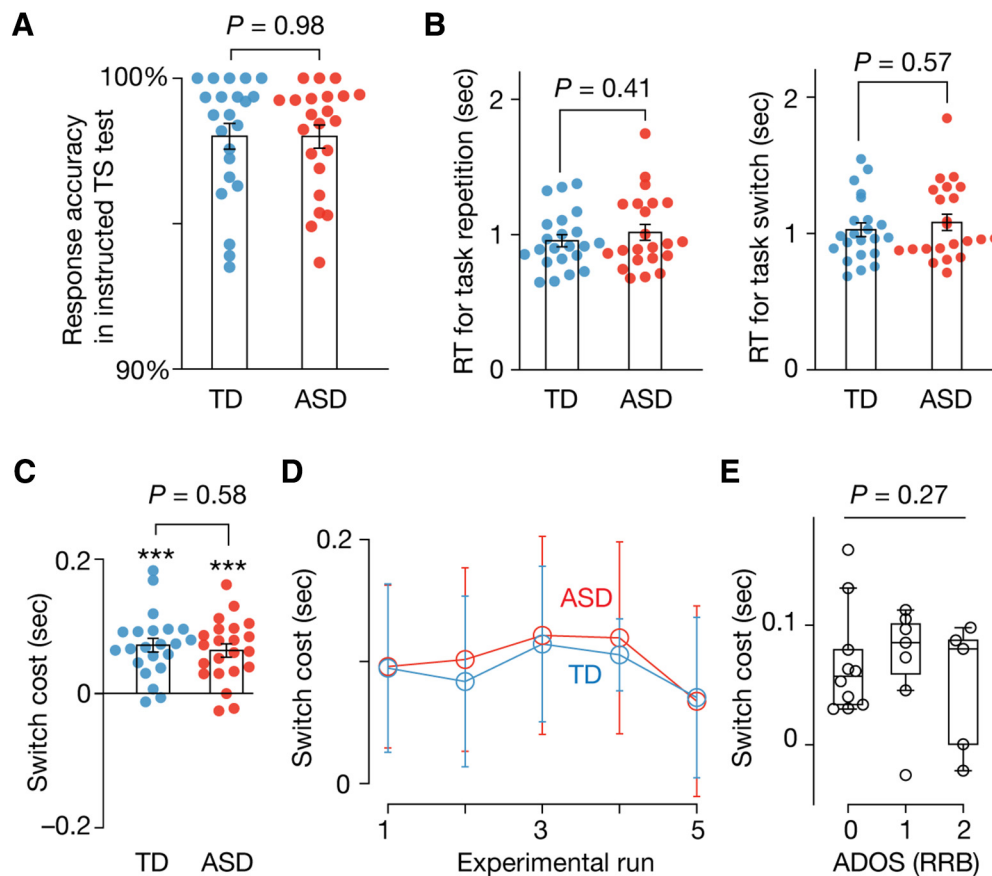 A
P = 0.98
Response accuracy
in instructed TS test
100%
90%
TD
ASD
B
P = 0.41
RT for task repetition (sec)
2
1
0
TD
ASD
P = 0.57
RT for task switch (sec)
2
1
0
TD
ASD
C
P = 0.58
***
***
Switch cost (sec)
0.2
0
−0.2
TD
ASD
D
Switch cost (sec)
0.2
0
ASD
TD
1
3
5
Experimental run
E
P = 0.27
Switch cost (sec)
0.1
0
0
1
2
ADOS (RRB)